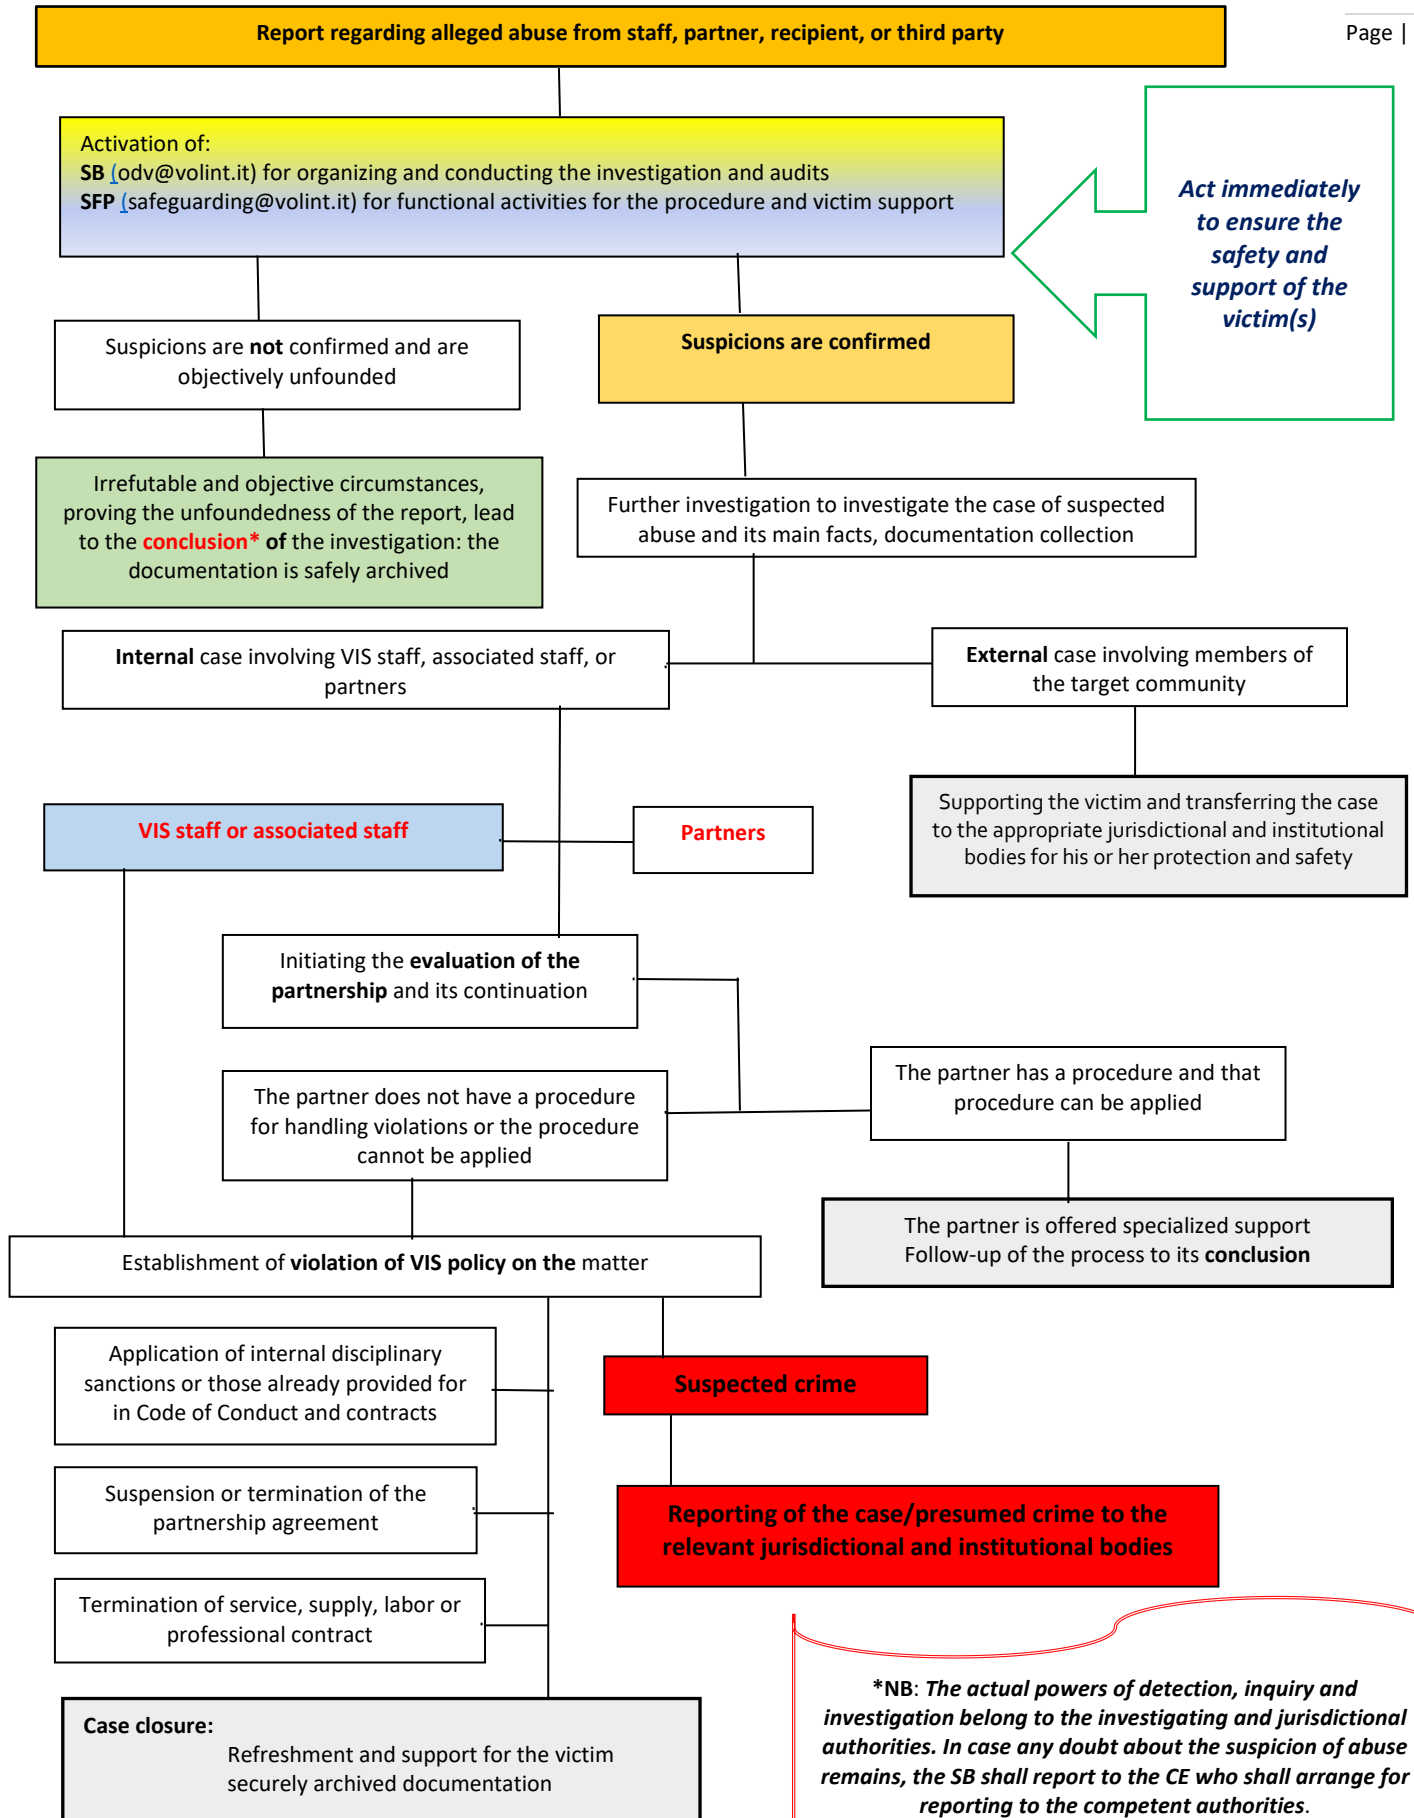 Page |
Report regarding alleged abuse from staff, partner, recipient, or third party
Activation of:
SB (odv@volint.it) for organizing and conducting the investigation and audits
SFP (safeguarding@volint.it) for functional activities for the procedure and victim support
Act immediately
to ensure the
safety and
support of the
victim(s)
Suspicions are not confirmed and are
objectively unfounded
Suspicions are confirmed
Irrefutable and objective circumstances,
proving the unfoundedness of the report, lead
to the conclusion* of the investigation: the
documentation is safely archived
Further investigation to investigate the case of suspected
abuse and its main facts, documentation collection
Internal case involving VIS staff, associated staff, or
partners
External case involving members of
the target community
Supporting the victim and transferring the case
to the appropriate jurisdictional and institutional
bodies for his or her protection and safety
VIS staff or associated staff
Partners
Initiating the evaluation of the
partnership and its continuation
The partner does not have a procedure
for handling violations or the procedure
cannot be applied
The partner has a procedure and that
procedure can be applied
The partner is offered specialized support
Follow-up of the process to its conclusion
Establishment of violation of VIS policy on the matter
Application of internal disciplinary
sanctions or those already provided for
in Code of Conduct and contracts
Suspected crime
Suspension or termination of the
partnership agreement
Reporting of the case/presumed crime to the
relevant jurisdictional and institutional bodies
Termination of service, supply, labor or
professional contract
Case closure:
Refreshment and support for the victim
securely archived documentation
*NB: The actual powers of detection, inquiry and
investigation belong to the investigating and jurisdictional
authorities. In case any doubt about the suspicion of abuse
remains, the SB shall report to the CE who shall arrange for
reporting to the competent authorities.